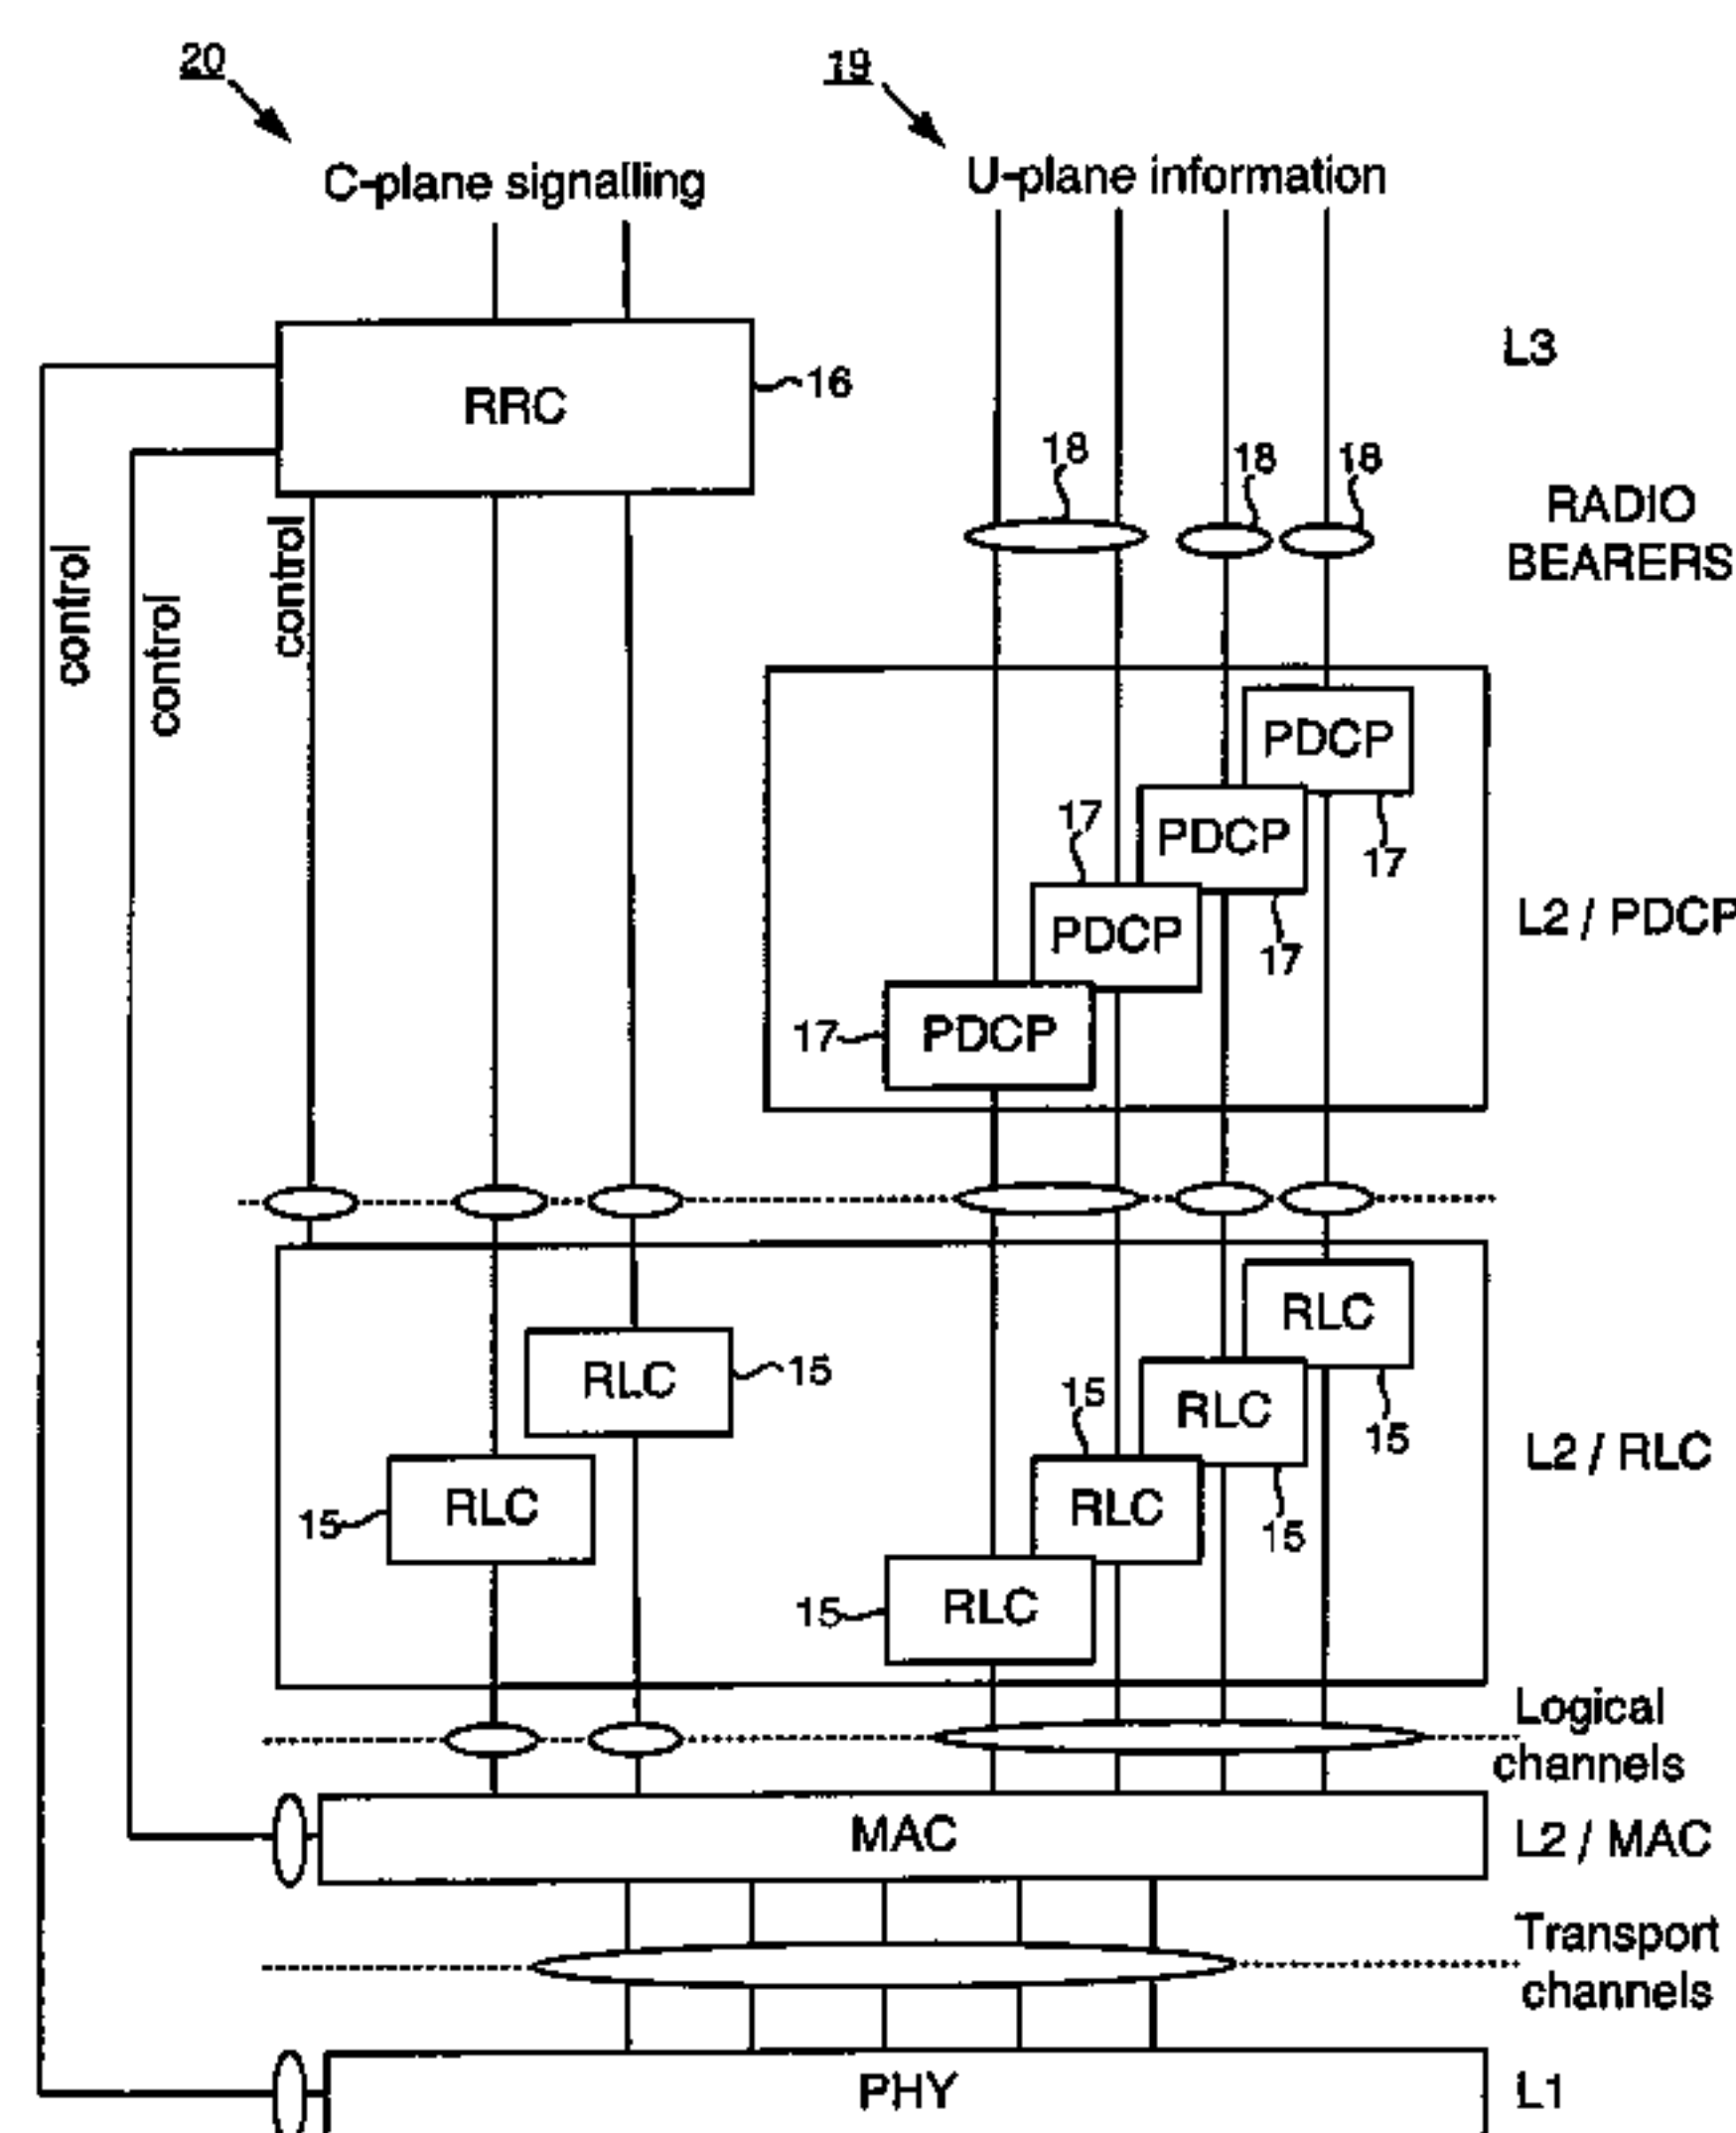 20
19
C-plane signalling
U-plane information
L3
RRC
16
18
18
18
RADIO
BEARERS
control
control
control
PDCP
17
PDCP
17
17
PDCP
L2 / PDCP
17
PDCP
RLC
15
RLC
15
RLC
15
15
RLC
L2 / RLC
15
RLC
15
RLC
Logical
channels
MAC
L2 / MAC
Transport
channels
PHY
L1